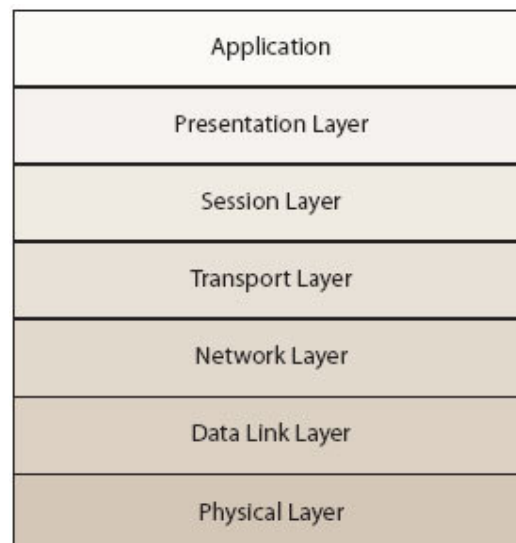 Application
Presentation Layer
Session Layer
Transport Layer
Network Layer
Data Link Layer
Physical Layer